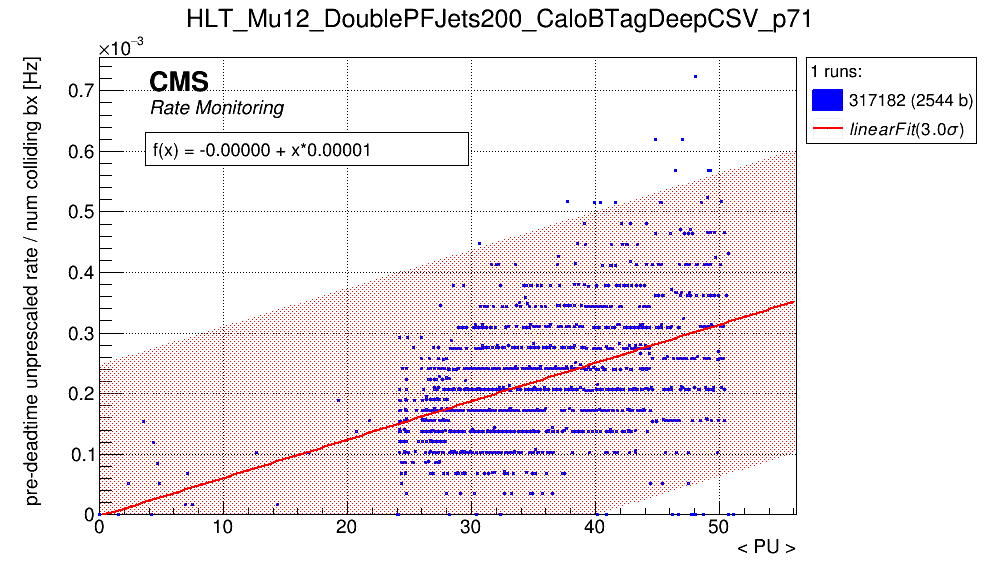 HLT_Mu12_DoublePFJets200_CaloBTagDeepCSV_p71
×10⁻³
CMS
Rate Monitoring
f(x) = -0.00000 + x*0.00001
1 runs:
317182 (2544 b)
linearFit(3.0σ)
pre-deadtime unprescaled rate / num colliding bx [Hz]
0.7
0.6
0.5
0.4
0.3
0.2
0.1
0
0 10 20 30 40 50
< PU >